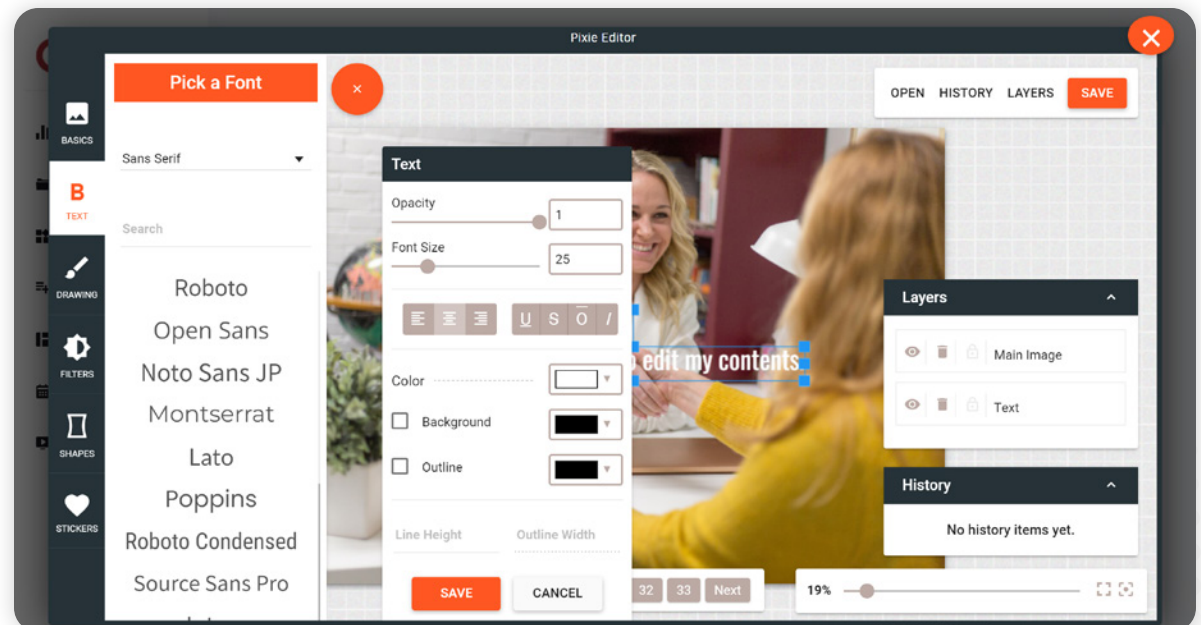 Pixie Editor
BASICS
B
TEXT
DRAWING
FILTERS
SHAPES
STICKERS
Pick a Font
Sans Serif
Search
Roboto
Open Sans
Noto Sans JP
Montserrat
Lato
Poppins
Roboto Condensed
Source Sans Pro
Text
Opacity
1
Font Size
25
U S O I
Color
Background
Outline
Line Height Outline Width
SAVE CANCEL
edit my contents.
32 33 Next
OPEN HISTORY LAYERS SAVE
Layers
Main Image
Text
History
No history items yet.
19%